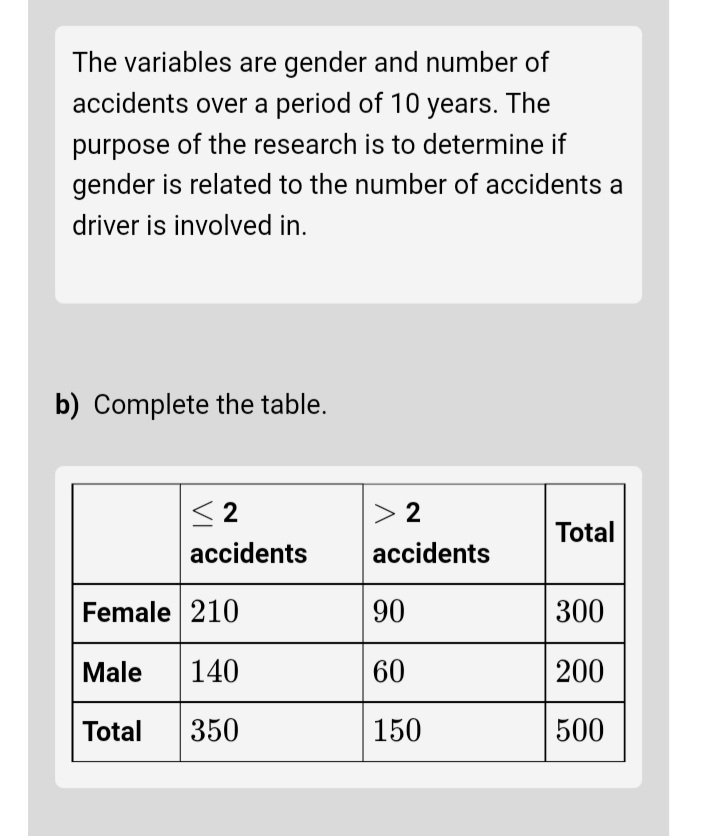 The variables are gender and number of
accidents over a period of 10 years. The
purpose of the research is to determine if
gender is related to the number of accidents a
driver is involved in.
b) Complete the table.
≤ 2 accidents > 2 accidents Total
Female 210 90 300
Male 140 60 200
Total 350 150 500